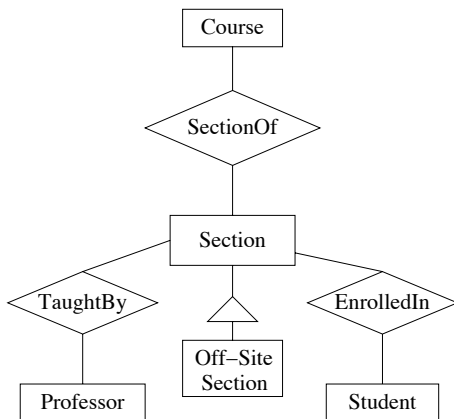 Course
SectionOf
Section
TaughtBy
EnrolledIn
Off–Site
Section
Professor
Student